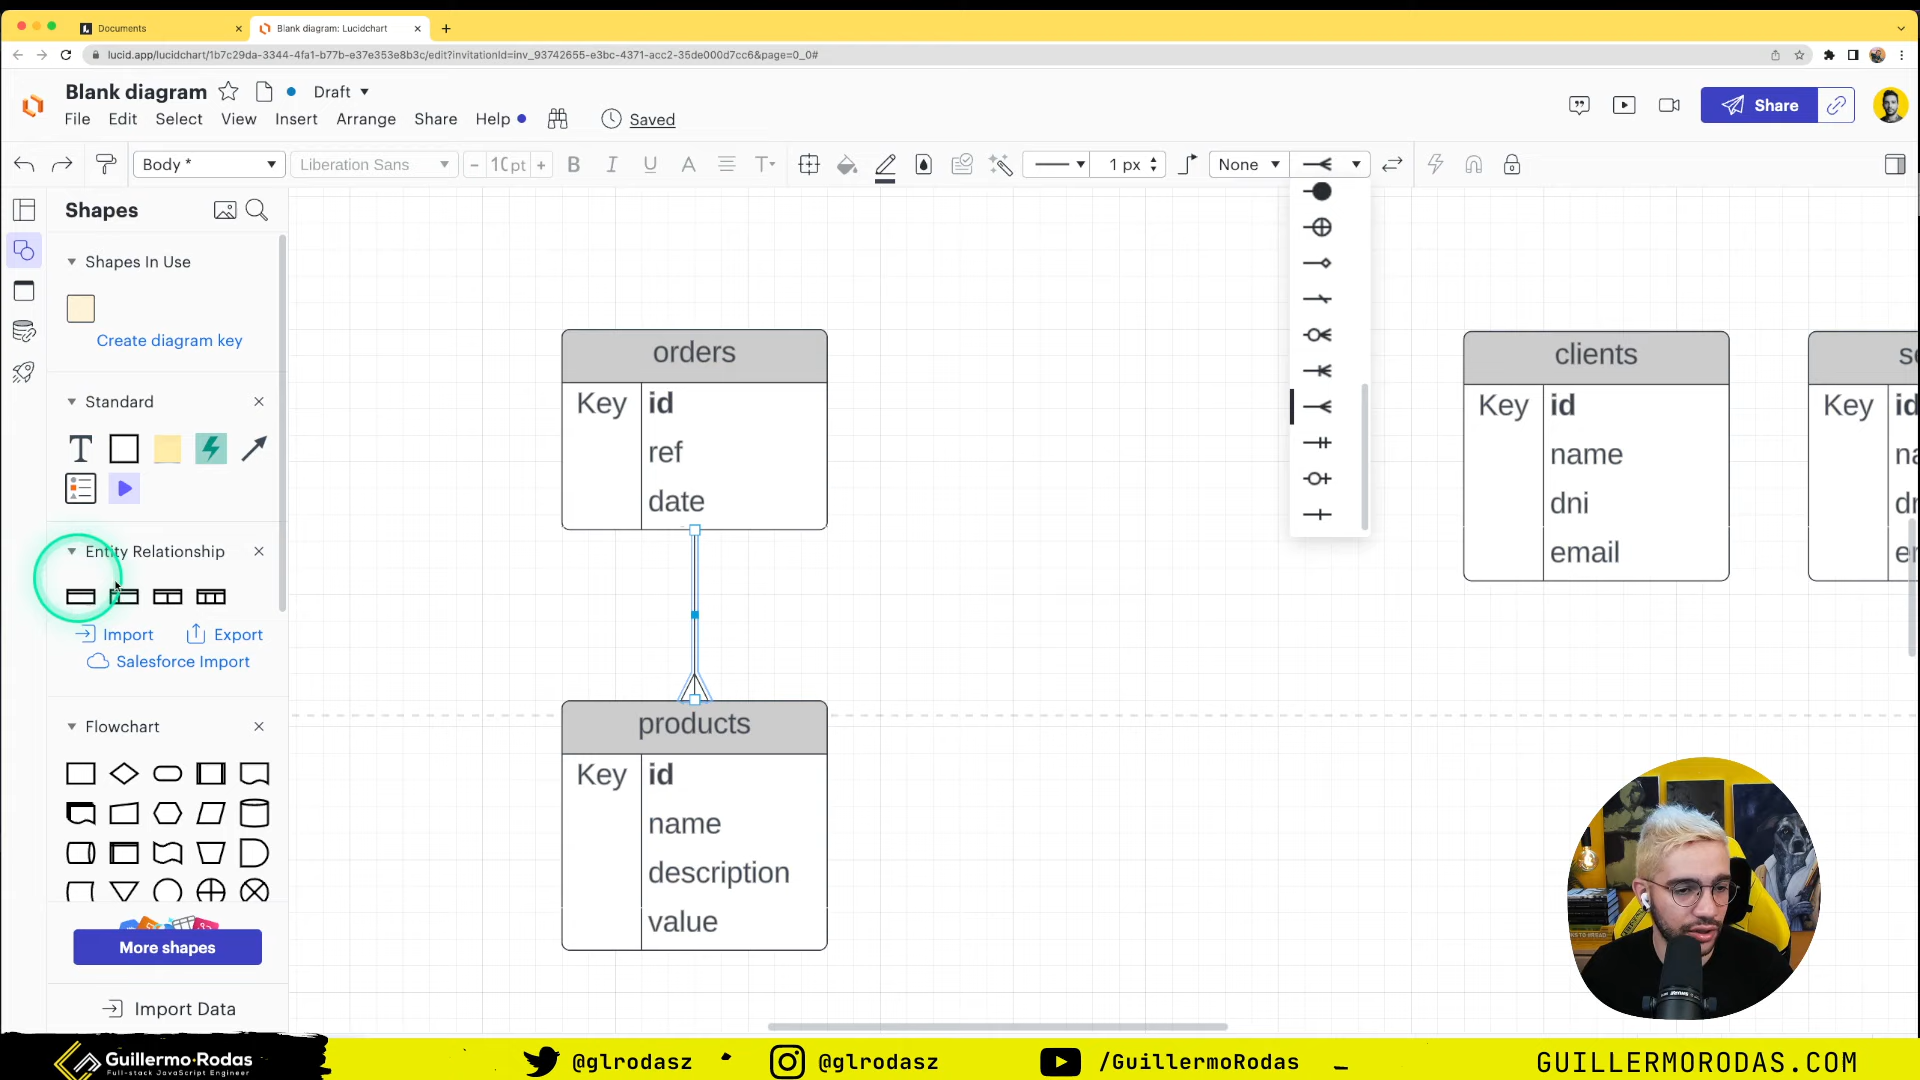 Documents
Blank diagram: Lucidchart
lucid.app/lucidchart/1b7c29da-3344-4fa1-b77b-e37e353e8b3c/edit?invitationId=inv_93742655-e3bc-4371-acc2-35de000d7cc6&page=0_0#
Blank diagram
Draft
File Edit Select View Insert Arrange Share Help
Saved
Share
Body *
Liberation Sans
10 pt
1 px
None
Shapes
Shapes In Use
Create diagram key
Standard
Entity Relationship
Import
Export
Salesforce Import
Flowchart
More shapes
Import Data
orders
Key id
ref
date
products
Key id
name
description
value
clients
Key id
name
dni
email
Key id
Guillermo Rodas
Full-stack JavaScript Engineer
@glrodasz
@glrodasz
/GuillermoRodas
GUILLERMORODAS.COM